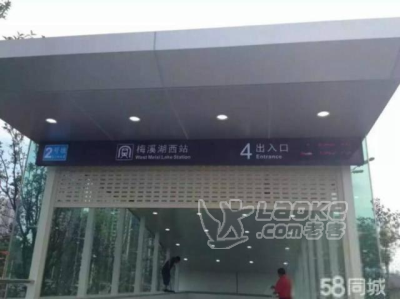 2号线
梅溪湖西站
West Meixi Lake Station
4 出入口
Entrance
Laoke
.com老客
58同城